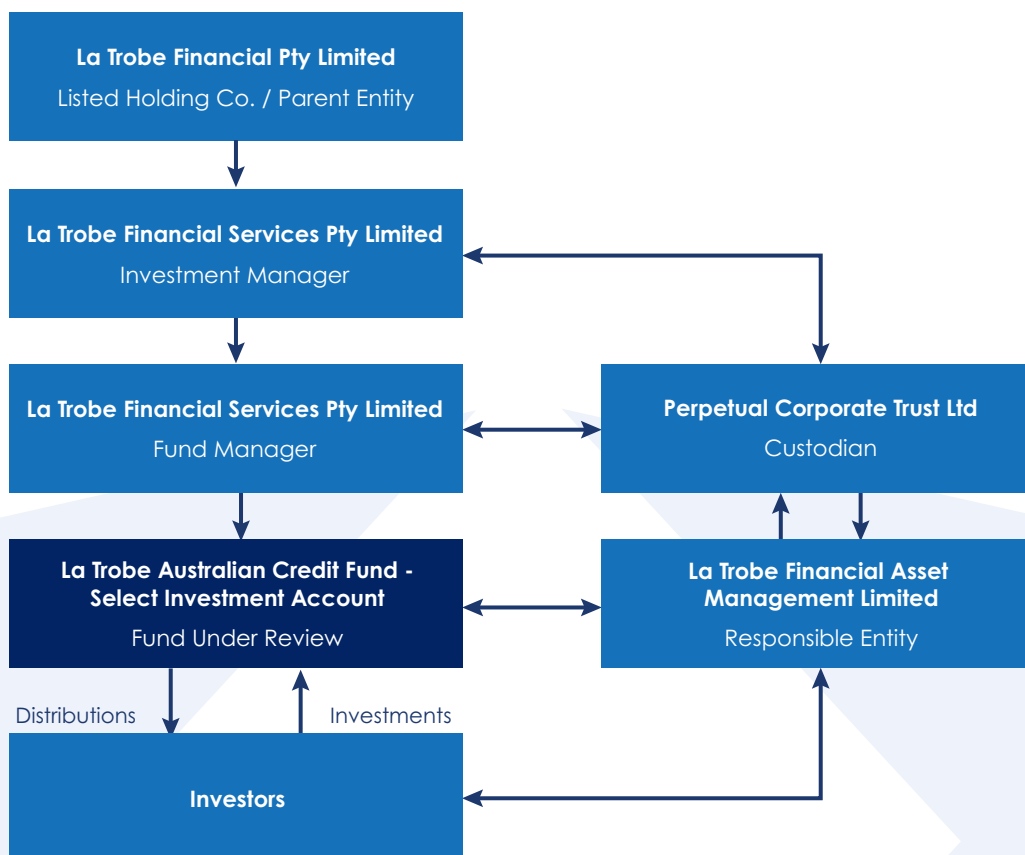 La Trobe Financial Pty Limited
Listed Holding Co. / Parent Entity
La Trobe Financial Services Pty Limited
Investment Manager
La Trobe Financial Services Pty Limited
Fund Manager
Perpetual Corporate Trust Ltd
Custodian
La Trobe Australian Credit Fund -
Select Investment Account
Fund Under Review
La Trobe Financial Asset
Management Limited
Responsible Entity
Distributions
Investments
Investors